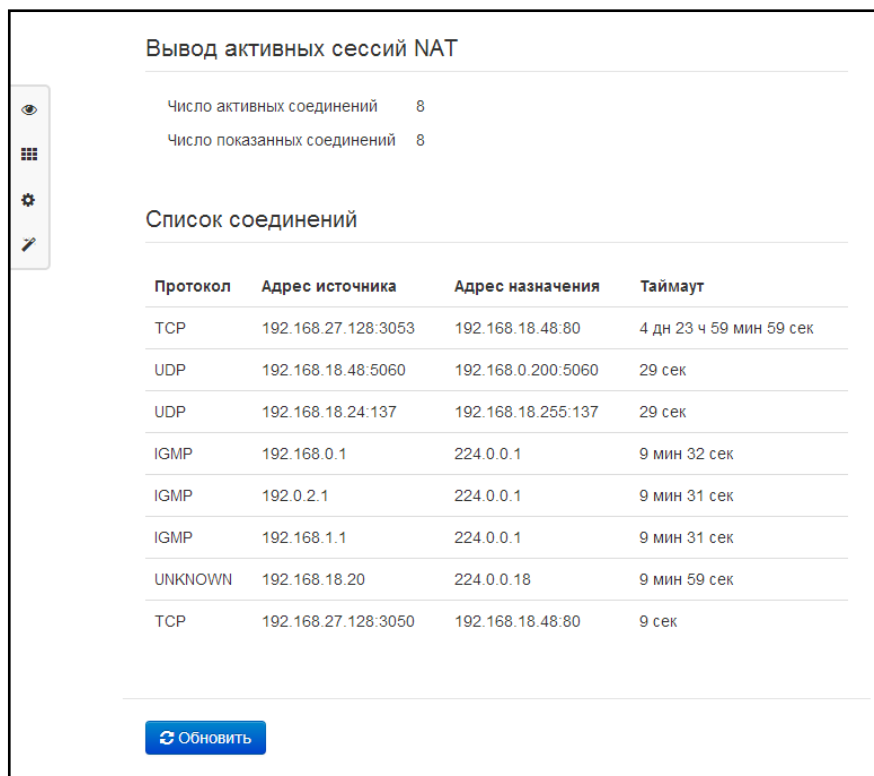 Вывод активных сессий NAT
Число активных соединений 8
Число показанных соединений 8
Список соединений
Протокол Адрес источника Адрес назначения Таймаут
TCP 192.168.27.128:3053 192.168.18.48:80 4 дн 23 ч 59 мин 59 сек
UDP 192.168.18.48:5060 192.168.0.200:5060 29 сек
UDP 192.168.18.24:137 192.168.18.255:137 29 сек
IGMP 192.168.0.1 224.0.0.1 9 мин 32 сек
IGMP 192.0.2.1 224.0.0.1 9 мин 31 сек
IGMP 192.168.1.1 224.0.0.1 9 мин 31 сек
UNKNOWN 192.168.18.20 224.0.0.18 9 мин 59 сек
TCP 192.168.27.128:3050 192.168.18.48:80 9 сек
Обновить